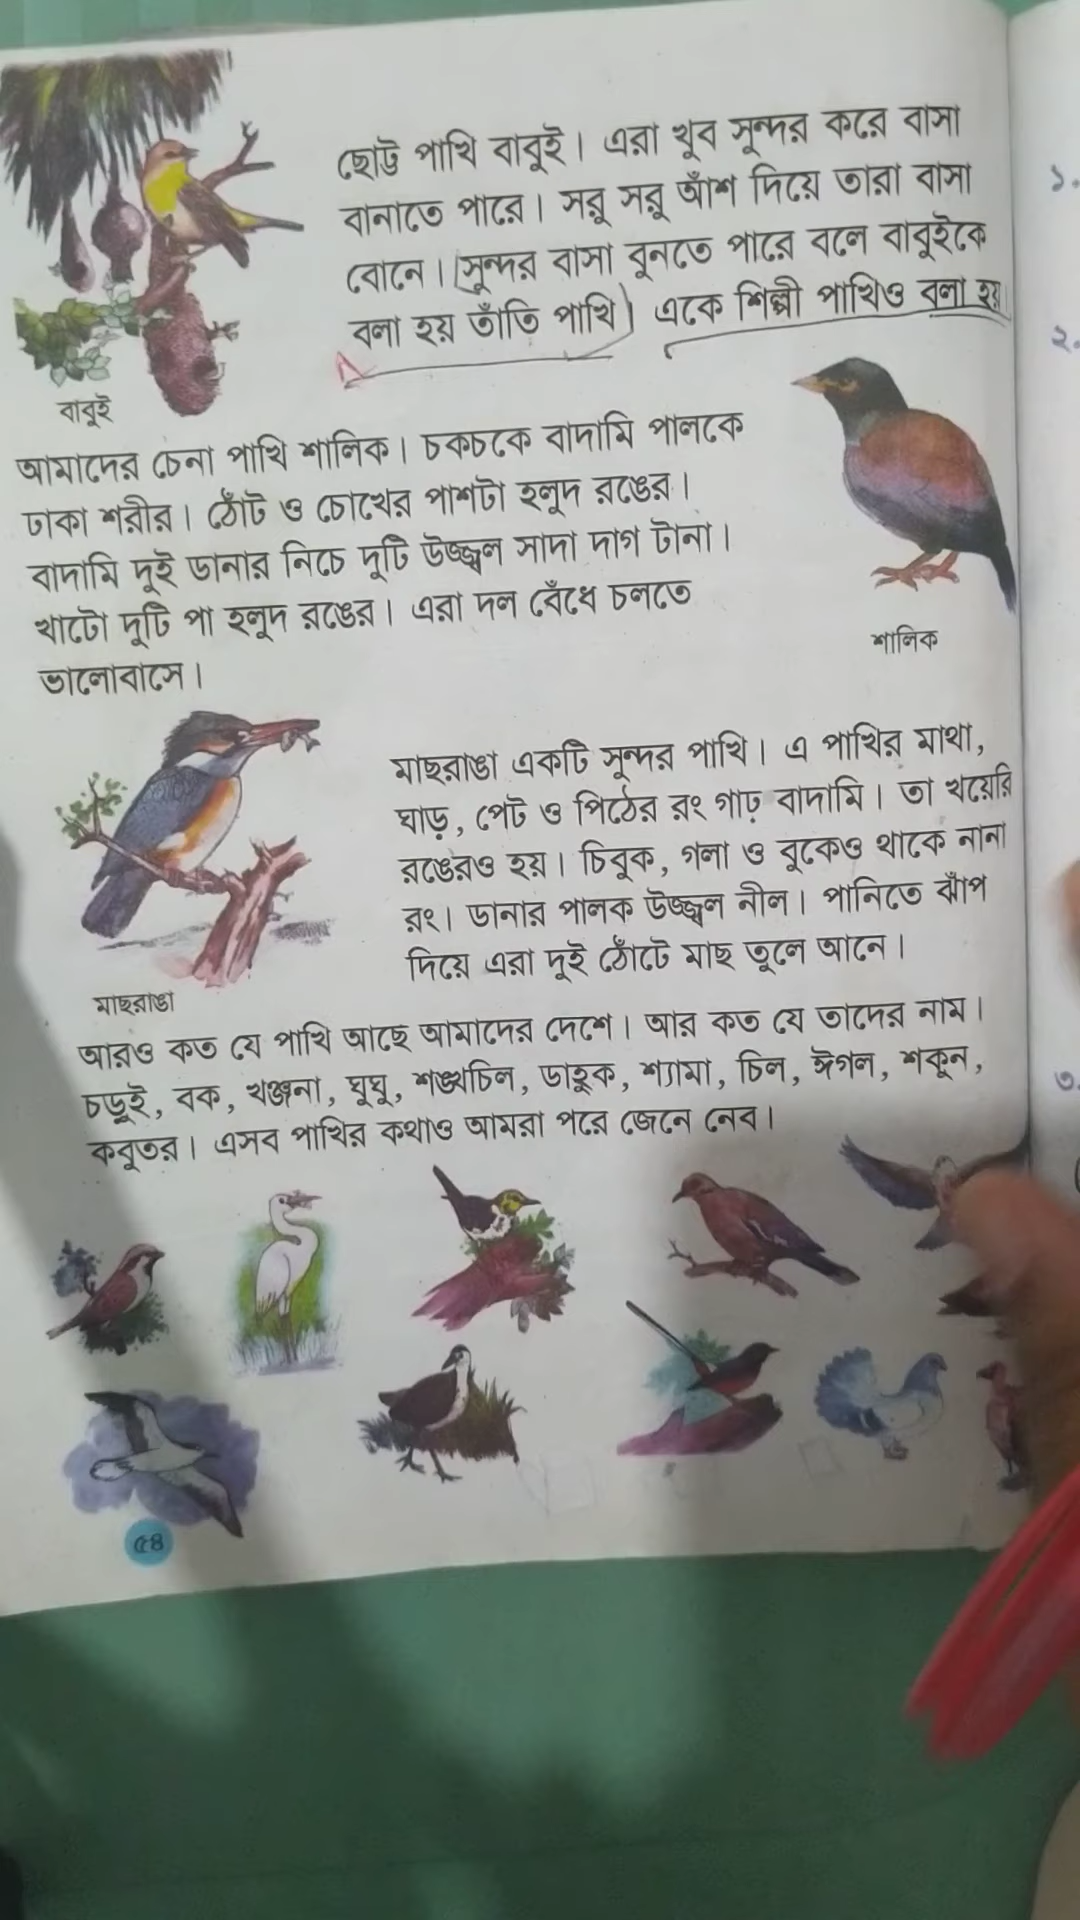 ছোট্ট পাখি বাবুই। এরা খুব সুন্দর করে বাসা
বানাতে পারে। সরু সরু আঁশ দিয়ে তারা বাসা
বোনে। সুন্দর বাসা বুনতে পারে বলে বাবুইকে
বলা হয় তাঁতি পাখি। একে শিল্পী পাখিও বলা হয়।
বাবুই
আমাদের চেনা পাখি শালিক। চকচকে বাদামি পালকে
ঢাকা শরীর। ঠোঁট ও চোখের পাশটা হলুদ রঙের।
বাদামি দুই ডানার নিচে দুটি উজ্জ্বল সাদা দাগ টানা।
খাটো দুটি পা হলুদ রঙের। এরা দল বেঁধে চলতে
ভালোবাসে।
শালিক
মাছরাঙা একটি সুন্দর পাখি। এ পাখির মাথা,
ঘাড়, পেট ও পিঠের রং গাঢ় বাদামি। তা খয়েরি
রঙেরও হয়। চিবুক, গলা ও বুকেও থাকে নানা
রং। ডানার পালক উজ্জ্বল নীল। পানিতে ঝাঁপ
দিয়ে এরা দুই ঠোঁটে মাছ তুলে আনে।
মাছরাঙা
আরও কত যে পাখি আছে আমাদের দেশে। আর কত যে তাদের নাম।
চড়ুই, বক, খঞ্জনা, ঘুঘু, শঙ্খচিল, ডাহুক, শ্যামা, চিল, ঈগল, শকুন,
কবুতর। এসব পাখির কথাও আমরা পরে জেনে নেব।
৫৪
১.
২.
৩.